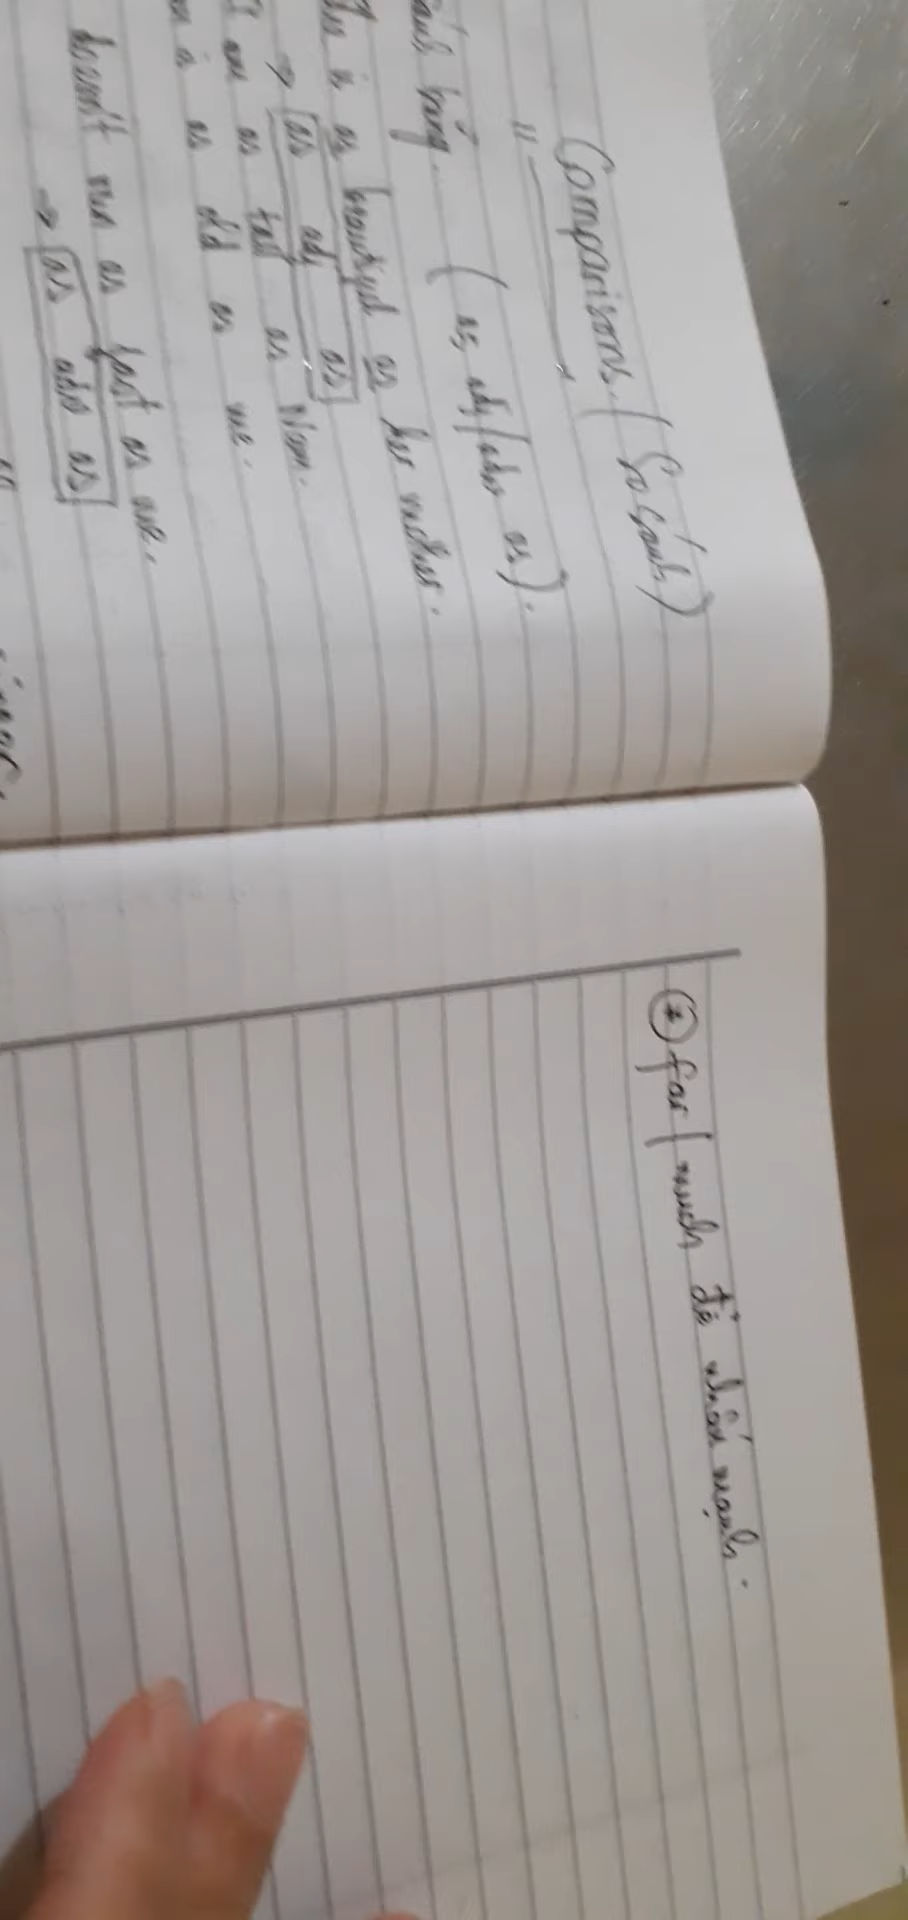 Comparisons. (So sánh)
sánh bằng. (as, adj/adv as).
is as beautiful as her mother.
→ as adj as
am as tall as Nam.
is as old as me.
doesn't run as fast as me.
→ as adv as
* far / much để nhấn mạnh.